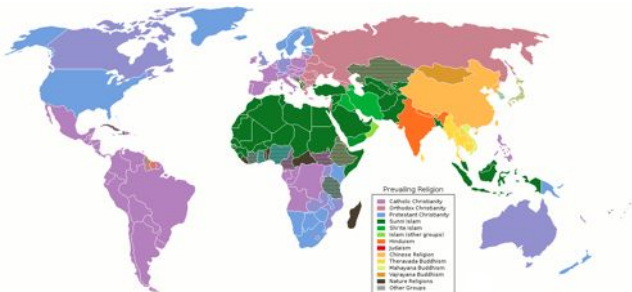 Prevailing Religion
Catholic Christianity
Orthodox Christianity
Protestant Christianity
Sunni Islam
Shi'ite Islam
Islam (other groups)
Hinduism
Judaism
Chinese Religion
Theravada Buddhism
Mahayana Buddhism
Vajrayana Buddhism
Nature Religions
Other Groups